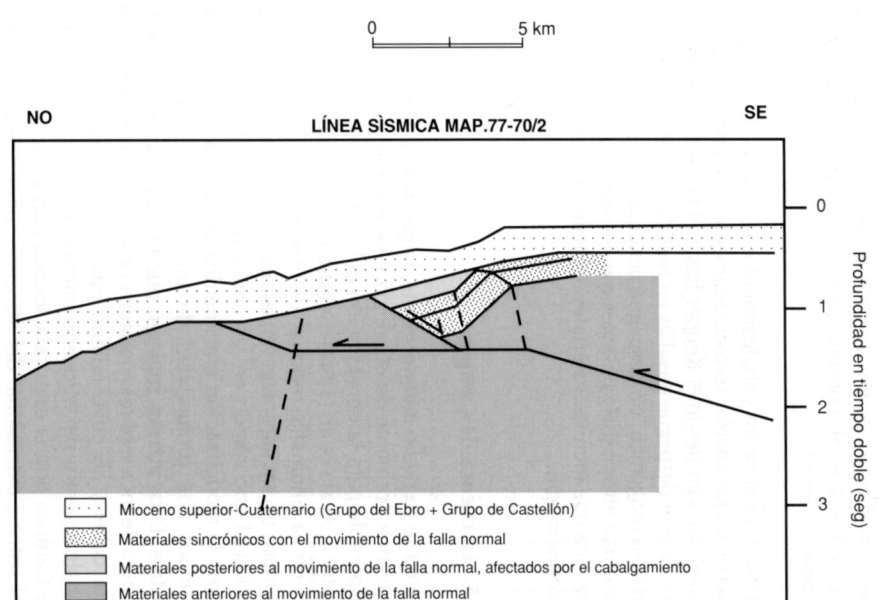 0 5 km
NO SE
LÍNEA SÌSMICA MAP.77-70/2
0
1
2
3
Profundidad en tiempo doble (seg)
Mioceno superior-Cuaternario (Grupo del Ebro + Grupo de Castellón)
Materiales sincrónicos con el movimiento de la falla normal
Materiales posteriores al movimiento de la falla normal, afectados por el cabalgamiento
Materiales anteriores al movimiento de la falla normal